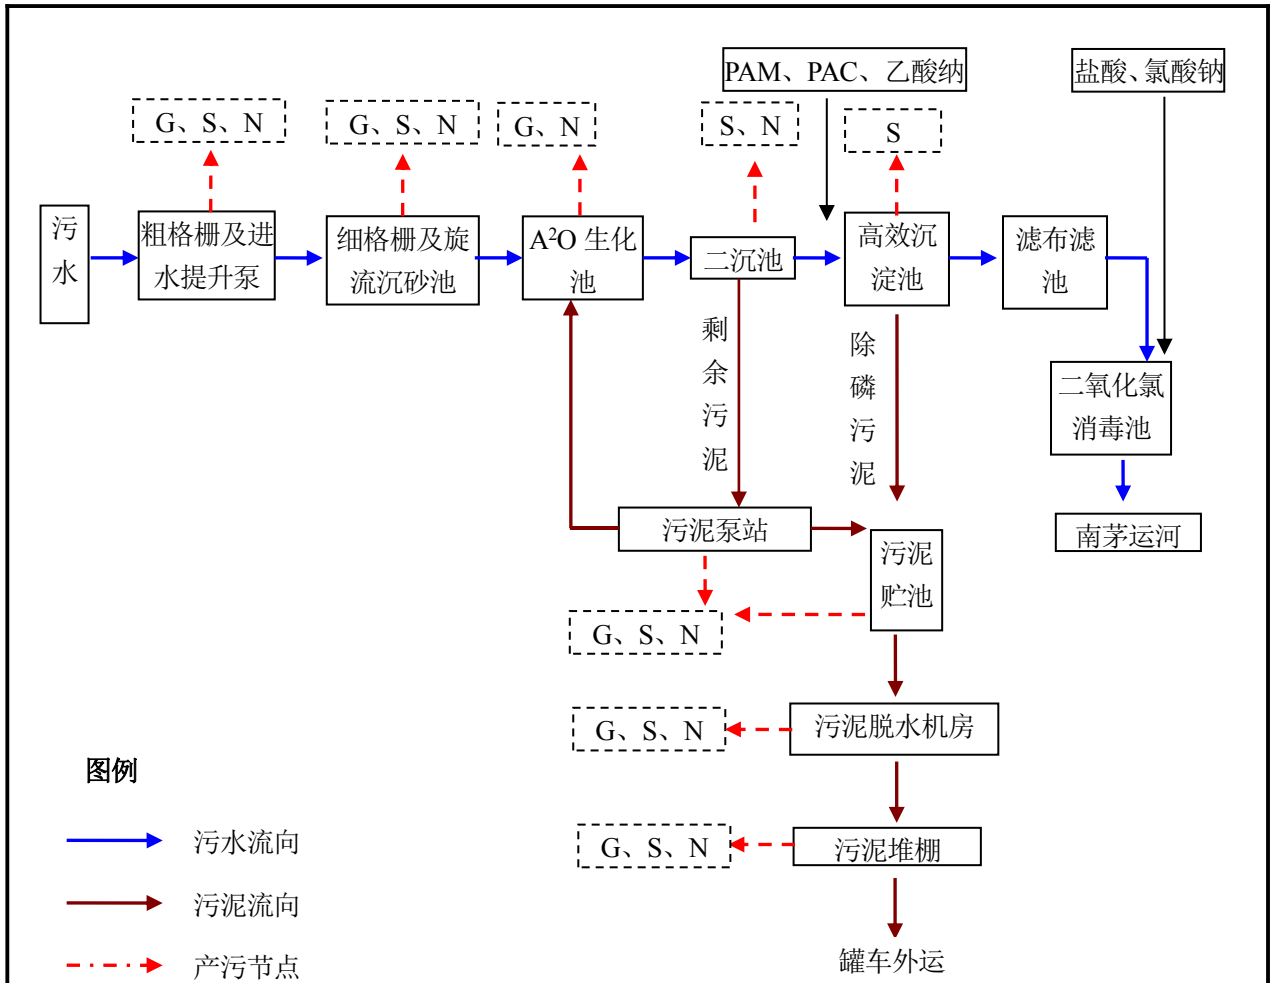 PAM、PAC、乙酸纳
盐酸、氯酸钠
G、S、N
G、S、N
G、N
S、N
S
污
水
粗格栅及进
水提升泵
细格栅及旋
流沉砂池
A²O 生化
池
二沉池
高效沉
淀池
滤布滤
池
剩
余
污
泥
除
磷
污
泥
二氧化氯
消毒池
污泥泵站
南茅运河
污泥
贮池
G、S、N
G、S、N
污泥脱水机房
G、S、N
污泥堆棚
罐车外运
图例
污水流向
污泥流向
产污节点